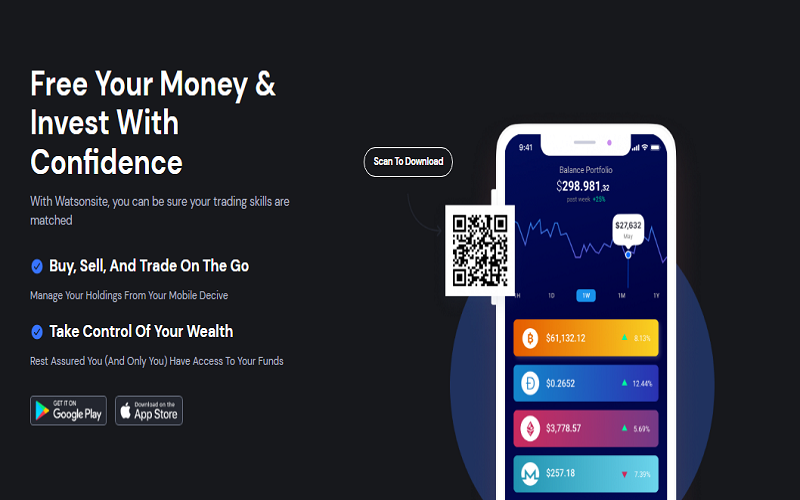 Free Your Money &
Invest With
Confidence
With Watsonsite, you can be sure your trading skills are
matched
Buy, Sell, And Trade On The Go
Manage Your Holdings From Your Mobile Decive
Take Control Of Your Wealth
Rest Assured You (And Only You) Have Access To Your Funds
GET IT ON
Google Play
Download on the
App Store
Scan To Download
9:41
Balance Portfolio
$298.981,32
past week +25%
$27,632
May
H 1D 1W 1M 1Y
$61,132.12 8.13%
$0.2652 12.44%
$3,778.57 5.69%
$257.18 7.39%